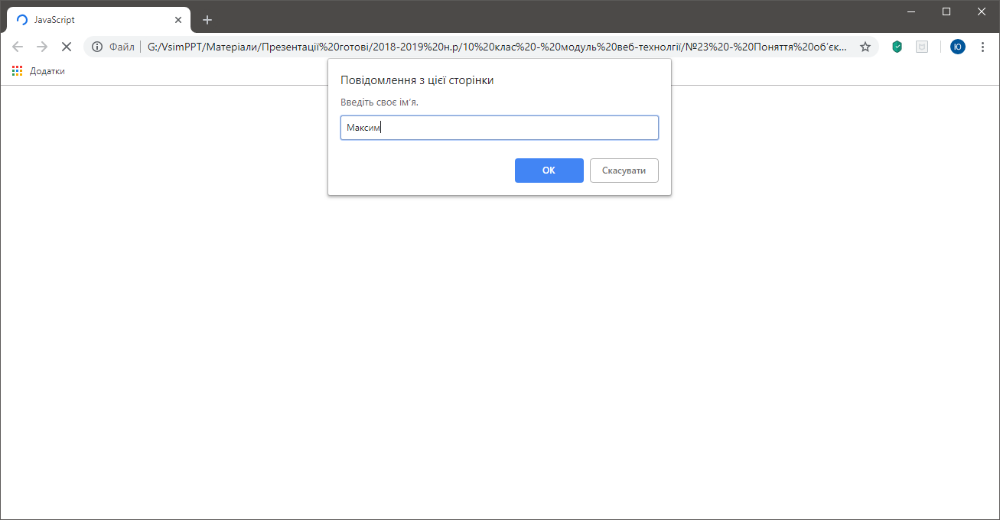 JavaScript
Файл G:/VsimPPT/Матеріали/Презентації%20готові/2018-2019%20н.р/10%20клас%20-%20модуль%20веб-технолгії/№23%20-%20Поняття%20об'єк...
Ю
Додатки
Повідомлення з цієї сторінки
Введіть своє ім'я.
Максим
ОК Скасувати